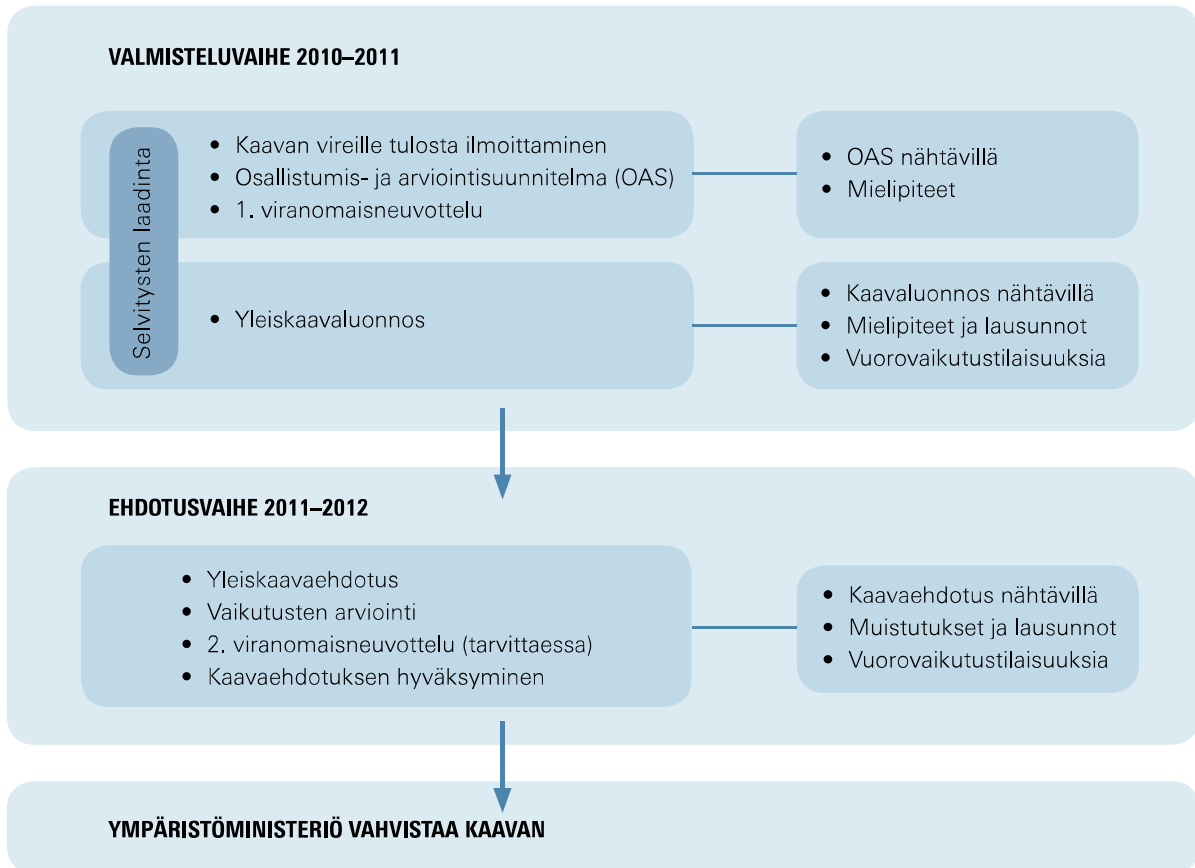 VALMISTELUVAIHE 2010–2011
Selvitysten laadinta
• Kaavan vireille tulosta ilmoittaminen
• Osallistumis- ja arviointisuunnitelma (OAS)
• 1. viranomaisneuvottelu
• OAS nähtävillä
• Mielipiteet
• Yleiskaavaluonnos
• Kaavaluonnos nähtävillä
• Mielipiteet ja lausunnot
• Vuorovaikutustilaisuuksia
EHDOTUSVAIHE 2011–2012
• Yleiskaavaehdotus
• Vaikutusten arviointi
• 2. viranomaisneuvottelu (tarvittaessa)
• Kaavaehdotuksen hyväksyminen
• Kaavaehdotus nähtävillä
• Muistutukset ja lausunnot
• Vuorovaikutustilaisuuksia
YMPÄRISTÖMINISTERIÖ VAHVISTAA KAAVAN